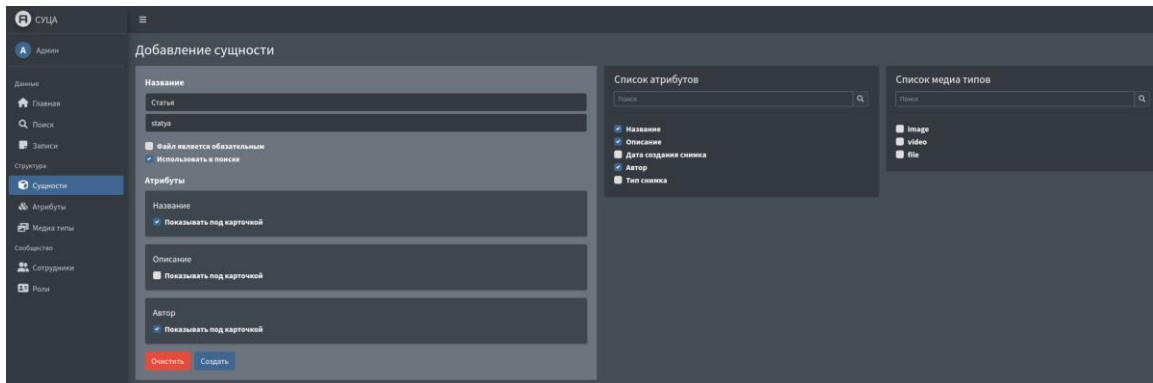 Я СУЦА
A Админ
Данные
Главная
Поиск
Записи
Структура
Сущности
Атрибуты
Медиа типы
Сообщество
Сотрудники
Роли
Добавление сущности
Название
Статья
statya
Файл является обязательным
Использовать в поиске
Атрибуты
Название
Показывать под карточкой
Описание
Показывать под карточкой
Автор
Показывать под карточкой
Очистить Создать
Список атрибутов
Поиск
Название
Описание
Дата создания снимка
Автор
Тип снимка
Список медиа типов
Поиск
image
video
file